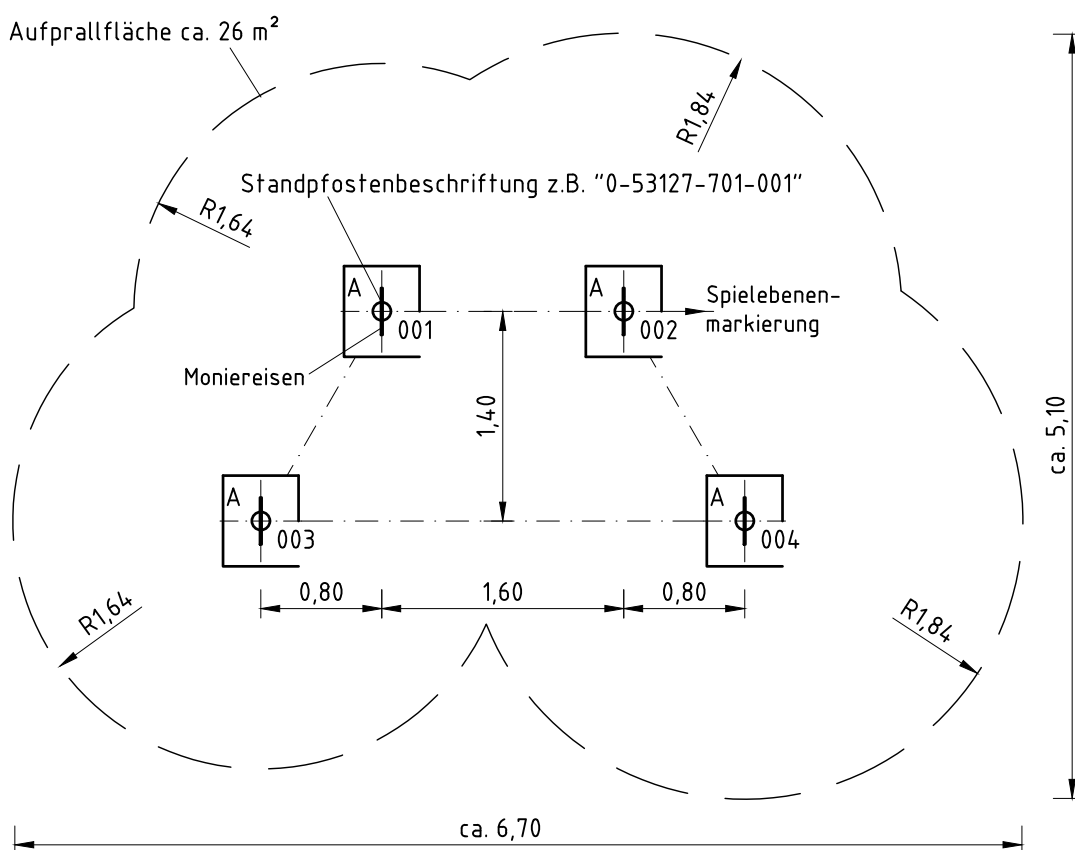 Aufprallfläche ca. 26 m²
R1,84
Standpfostenbeschriftung z.B. "0-53127-701-001"
R1,64
A
001
A
002
Spielebenen-
markierung
Moniereisen
1,40
ca. 5,10
A
003
A
004
0,80
1,60
0,80
R1,64
R1,84
ca. 6,70